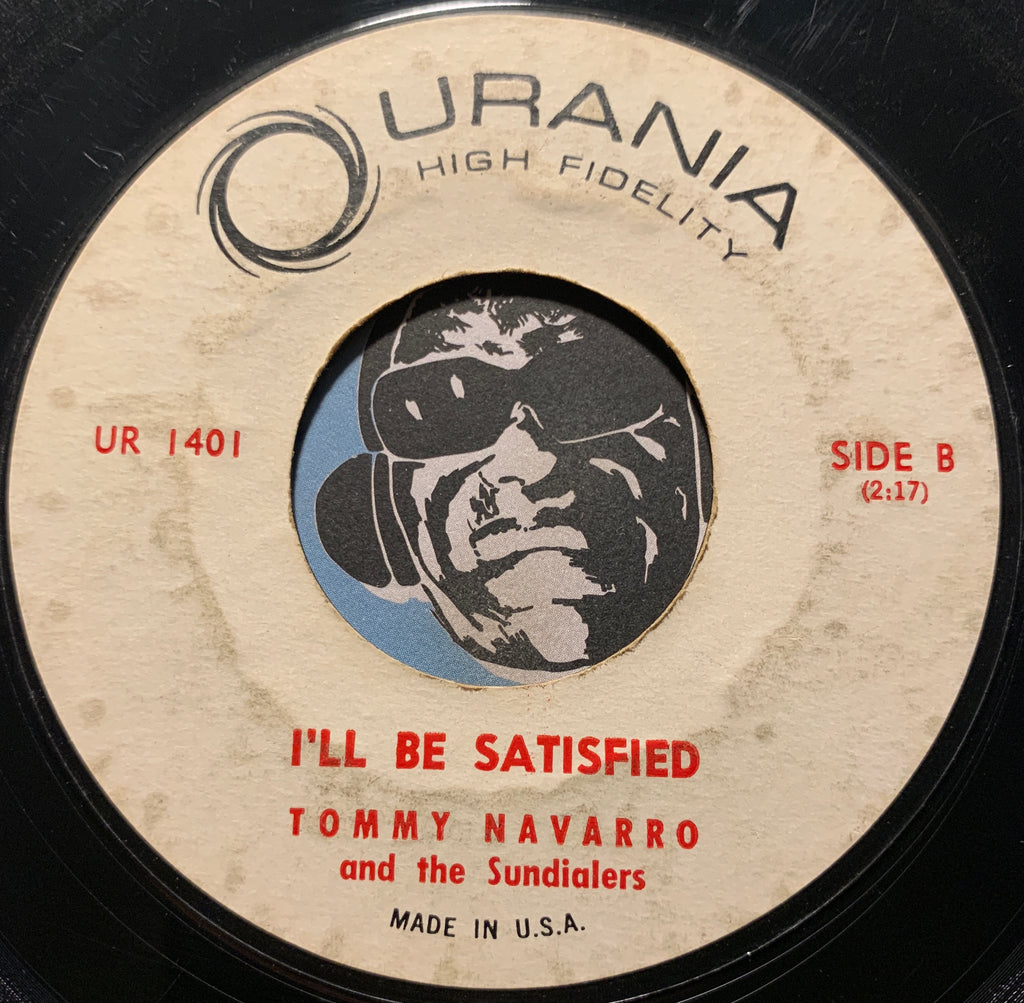 URANIA
HIGH FIDELITY
UR 1401
SIDE B
(2:17)
I'LL BE SATISFIED
TOMMY NAVARRO
and the Sundialers
MADE IN U.S.A.